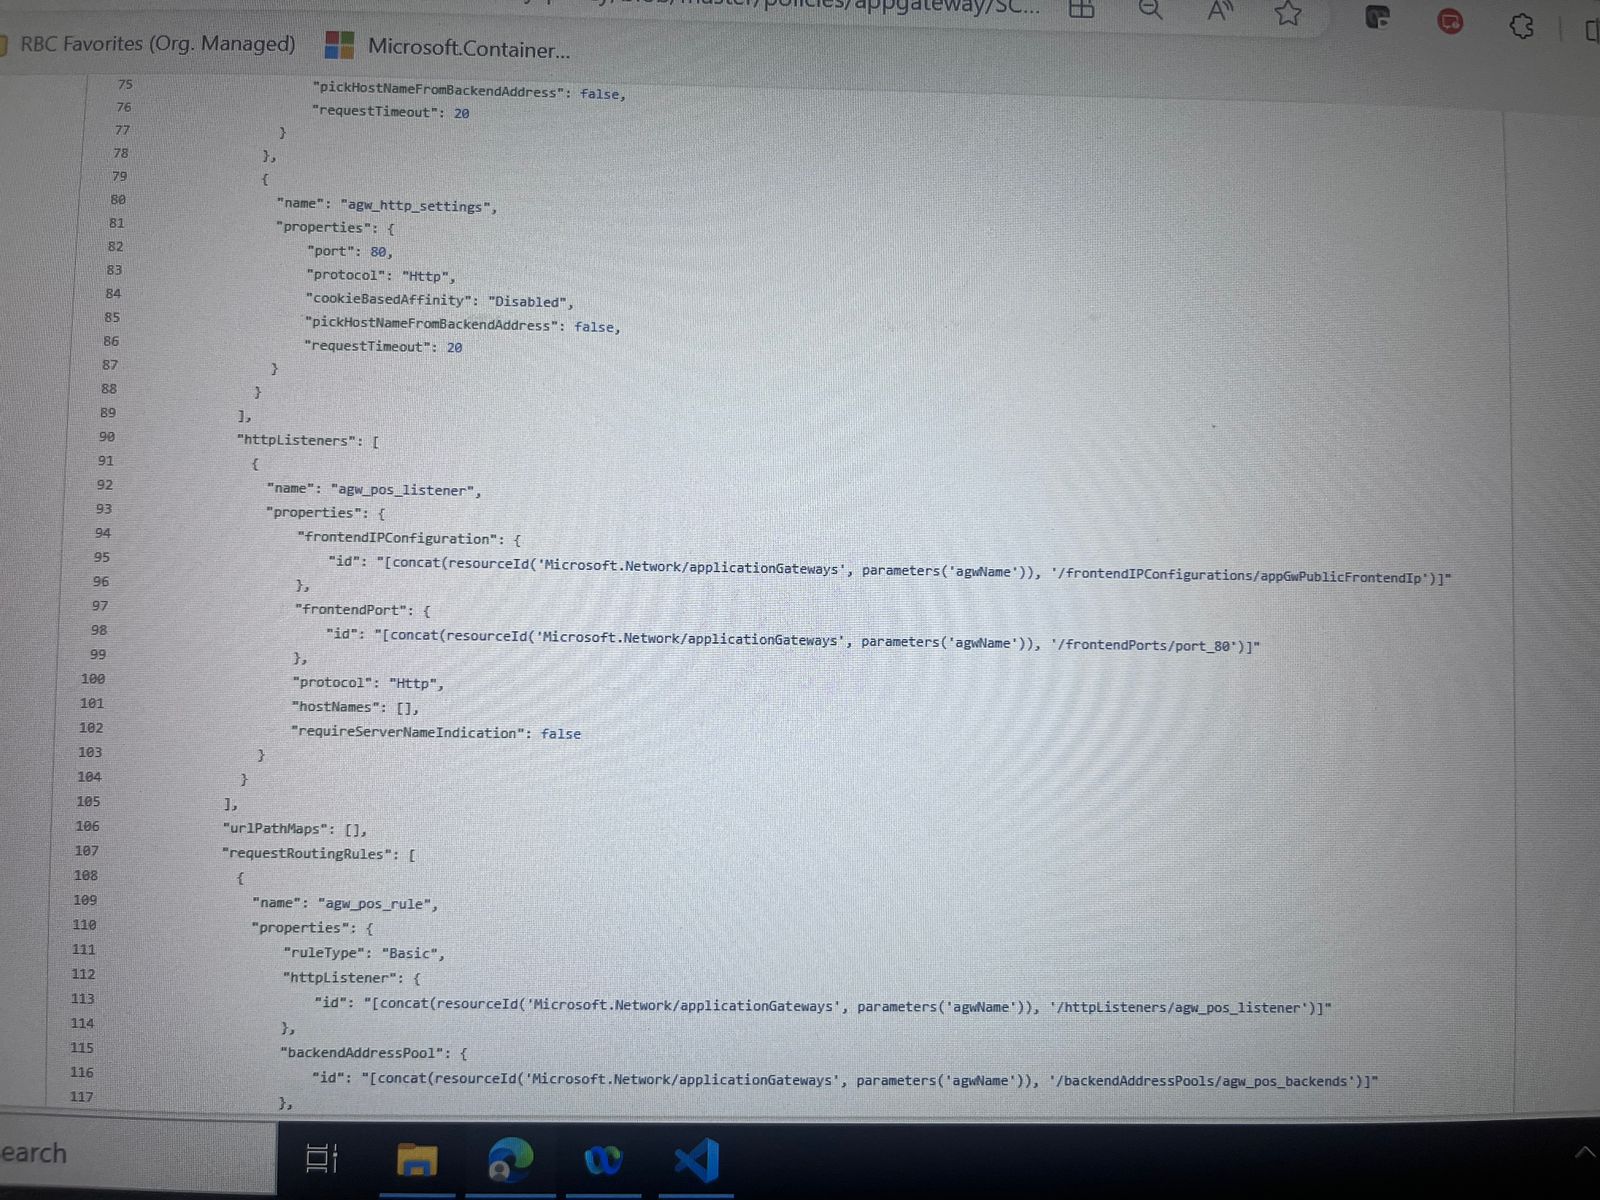 /master/policies/appgateway/SC...
RBC Favorites (Org. Managed)
Microsoft.Container...
75 "pickHostNameFromBackendAddress": false,
76 "requestTimeout": 20
77 }
78 },
79 {
80 "name": "agw_http_settings",
81 "properties": {
82 "port": 80,
83 "protocol": "Http",
84 "cookieBasedAffinity": "Disabled",
85 "pickHostNameFromBackendAddress": false,
86 "requestTimeout": 20
87 }
88 }
89 ],
90 "httpListeners": [
91 {
92 "name": "agw_pos_listener",
93 "properties": {
94 "frontendIPConfiguration": {
95 "id": "[concat(resourceId('Microsoft.Network/applicationGateways', parameters('agwName')), '/frontendIPConfigurations/appGwPublicFrontendIp')]"
96 },
97 "frontendPort": {
98 "id": "[concat(resourceId('Microsoft.Network/applicationGateways', parameters('agwName')), '/frontendPorts/port_80')]"
99 },
100 "protocol": "Http",
101 "hostNames": [],
102 "requireServerNameIndication": false
103 }
104 }
105 ],
106 "urlPathMaps": [],
107 "requestRoutingRules": [
108 {
109 "name": "agw_pos_rule",
110 "properties": {
111 "ruleType": "Basic",
112 "httpListener": {
113 "id": "[concat(resourceId('Microsoft.Network/applicationGateways', parameters('agwName')), '/httpListeners/agw_pos_listener')]"
114 },
115 "backendAddressPool": {
116 "id": "[concat(resourceId('Microsoft.Network/applicationGateways', parameters('agwName')), '/backendAddressPools/agw_pos_backends')]"
117 },
earch